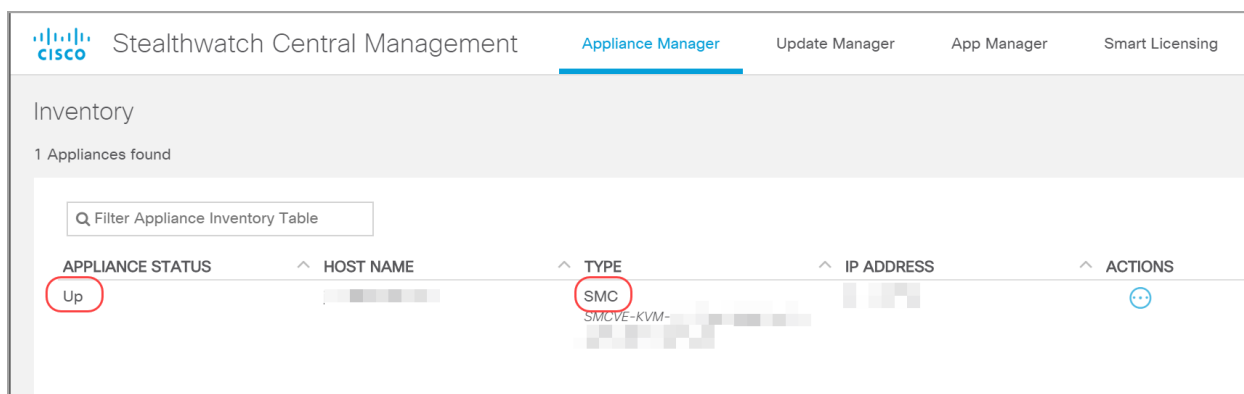 CISCO Stealthwatch Central Management Appliance Manager Update Manager App Manager Smart Licensing
Inventory
1 Appliances found
Filter Appliance Inventory Table
APPLIANCE STATUS HOST NAME TYPE IP ADDRESS ACTIONS
Up SMC
SMCVE-KVM-